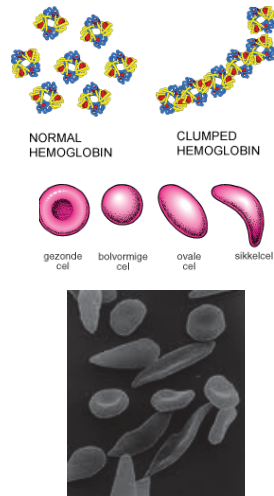 NORMAL
HEMOGLOBIN
CLUMPED
HEMOGLOBIN
gezonde
cel
bolvormige
cel
ovale
cel
sikkelcel